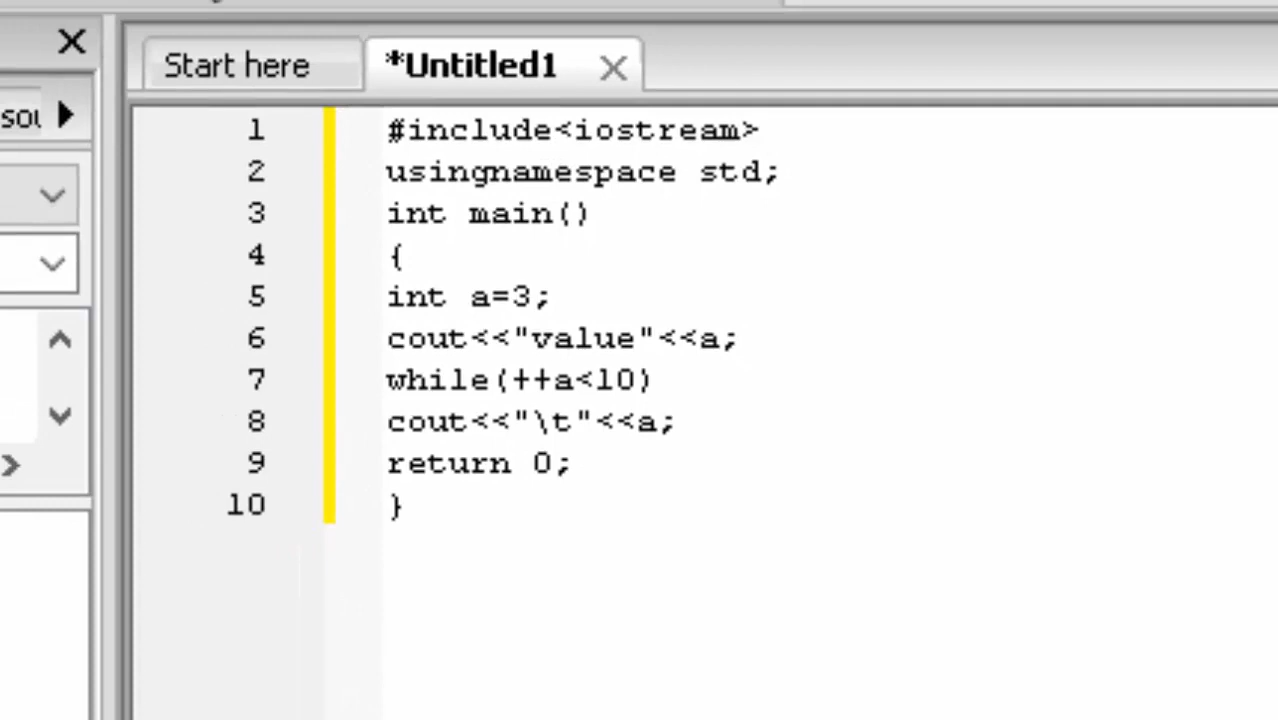 Start here
*Untitled1
sou
1 #include<iostream>
2 usingnamespace std;
3 int main()
4 {
5 int a=3;
6 cout<<"value"<<a;
7 while(++a<10)
8 cout<<"\t"<<a;
9 return 0;
10 }